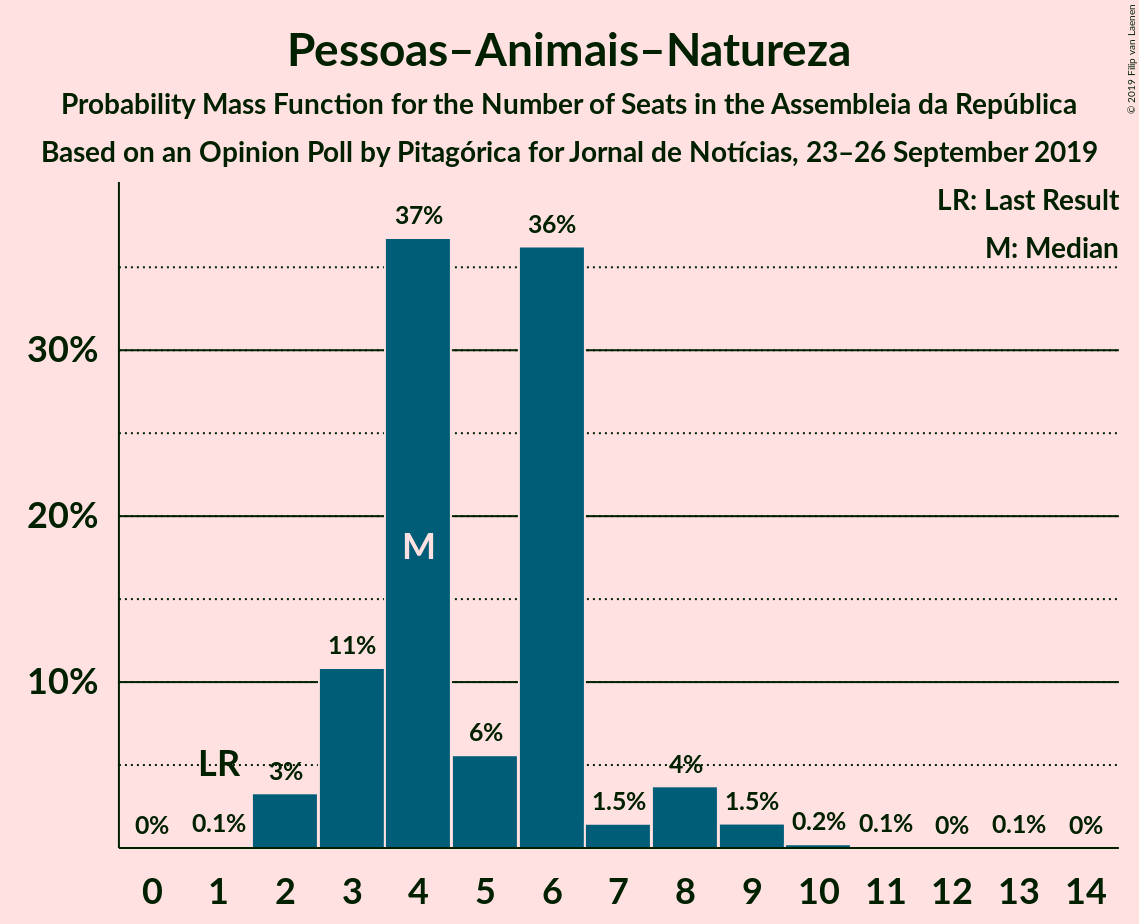 Pessoas–Animais–Natureza
Probability Mass Function for the Number of Seats in the Assembleia da República
Based on an Opinion Poll by Pitagórica for Jornal de Notícias, 23–26 September 2019
© 2019 Filip van Laenen
LR: Last Result
M: Median
37%
36%
30%
20%
M
11%
10%
6%
LR
3%
4%
1.5%
1.5%
0%
0.1%
0.2%
0.1%
0%
0.1%
0%
0 1 2 3 4 5 6 7 8 9 10 11 12 13 14